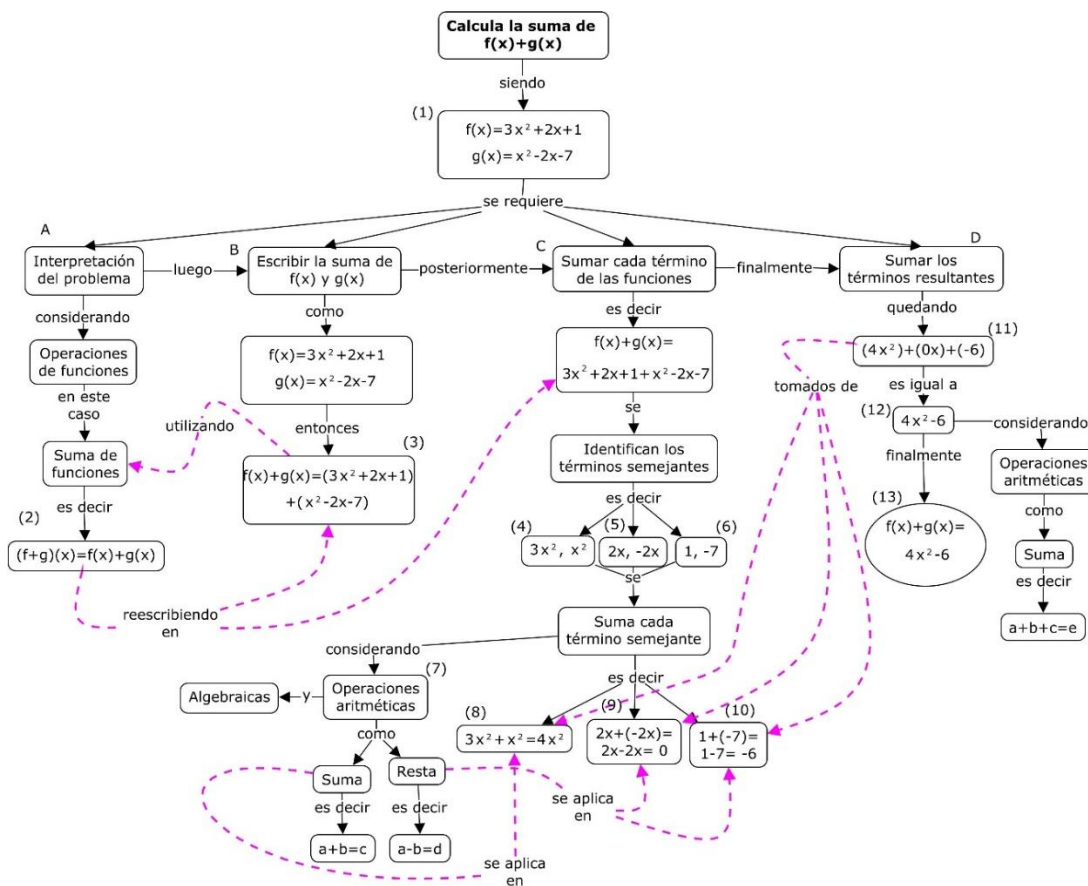 Calcula la suma de
f(x)+g(x)
siendo
(1)
f(x)=3x²+2x+1
g(x)=x²-2x-7
se requiere
A
Interpretación
del problema
luego
B
Escribir la suma de
f(x) y g(x)
posteriormente
C
Sumar cada término
de las funciones
finalmente
D
Sumar los
términos resultantes
considerando
Operaciones
de funciones
en este
caso
Suma de
funciones
es decir
(2)
(f+g)(x)=f(x)+g(x)
reescribiendo
en
como
f(x)=3x²+2x+1
g(x)=x²-2x-7
entonces
utilizando
(3)
f(x)+g(x)=(3x²+2x+1)
+(x²-2x-7)
es decir
f(x)+g(x)=
3x²+2x+1+x²-2x-7
se
Identifican los
términos semejantes
es decir
(4)
3x², x²
(5)
2x, -2x
(6)
1, -7
se
Suma cada
término semejante
considerando
(7)
Operaciones
aritméticas
y
Algebraicas
como
Suma
es decir
a+b=c
Resta
es decir
a-b=d
se aplica
en
se aplica
en
es decir
(8)
3x²+x²=4x²
(9)
2x+(-2x)=
2x-2x= 0
(10)
1+(-7)=
1-7= -6
quedando
(11)
(4x²)+(0x)+(-6)
tomados de
es igual a
(12)
4x²-6
finalmente
(13)
f(x)+g(x)=
4x²-6
considerando
Operaciones
aritméticas
como
Suma
es decir
a+b+c=e